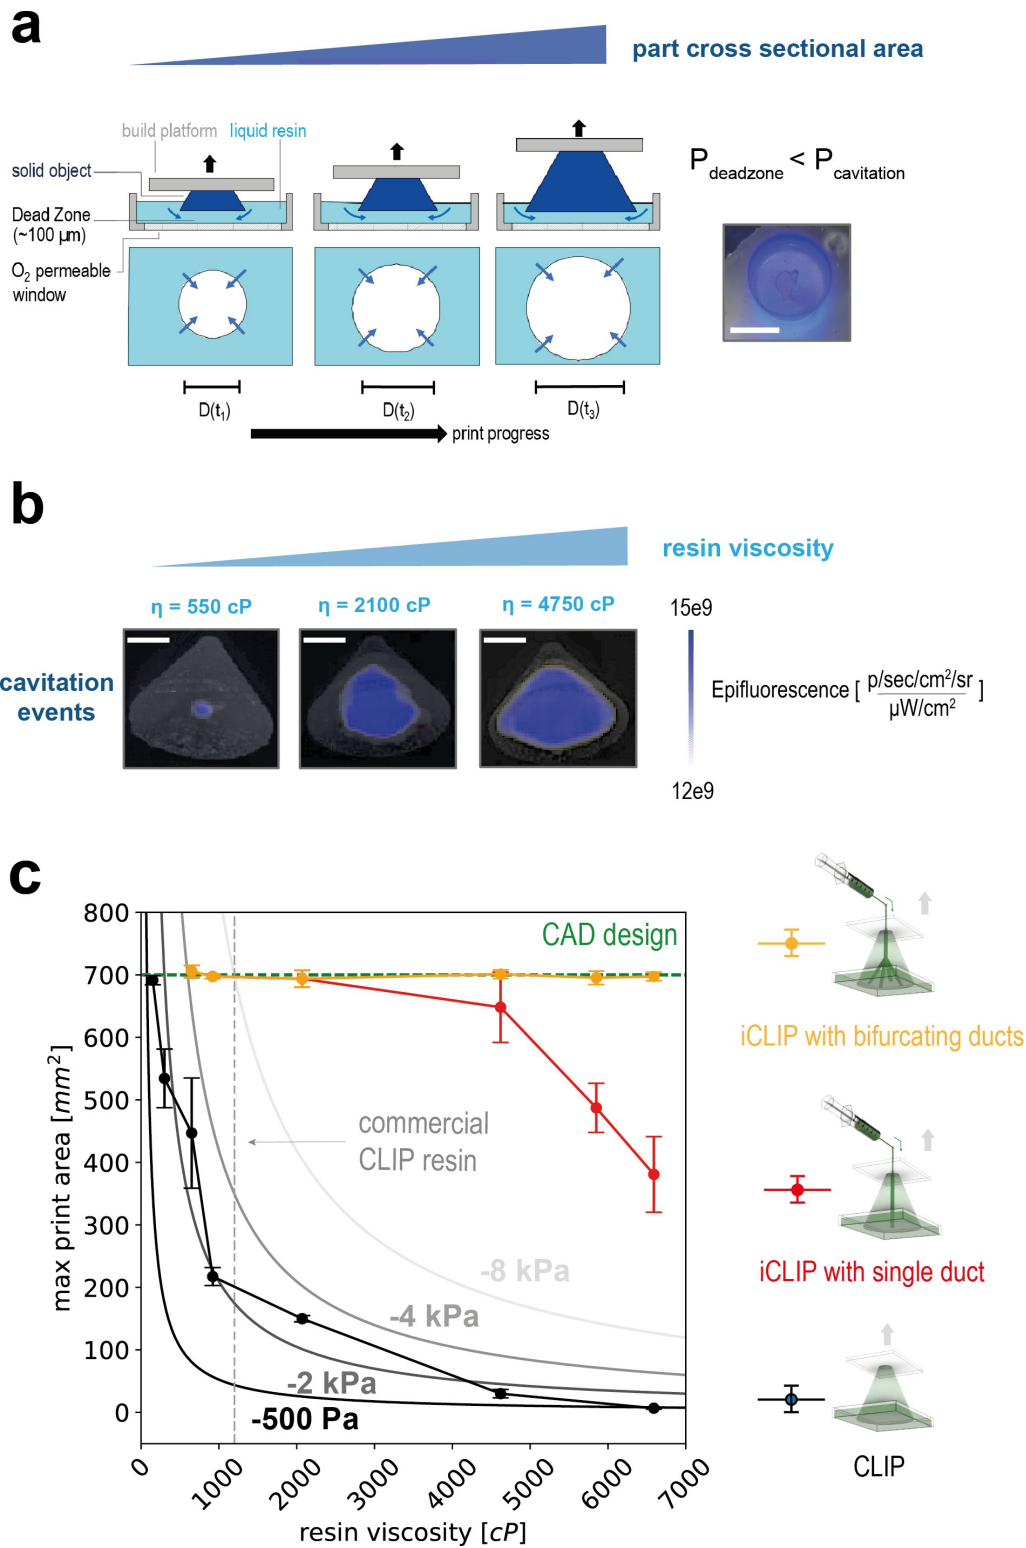 a
part cross sectional area
build platform liquid resin
solid object
Dead Zone
(~100 µm)
O2 permeable
window
Pdeadzone < Pcavitation
D(t1)
D(t2)
D(t3)
print progress
b
resin viscosity
η = 550 cP
η = 2100 cP
η = 4750 cP
15e9
cavitation
events
Epifluorescence [ p/sec/cm²/sr
µW/cm² ]
12e9
c
800
700
600
500
400
300
200
100
0
max print area [mm²]
CAD design
commercial
CLIP resin
-8 kPa
-4 kPa
-2 kPa
-500 Pa
0
1000
2000
3000
4000
5000
6000
7000
resin viscosity [cP]
iCLIP with bifurcating ducts
iCLIP with single duct
CLIP